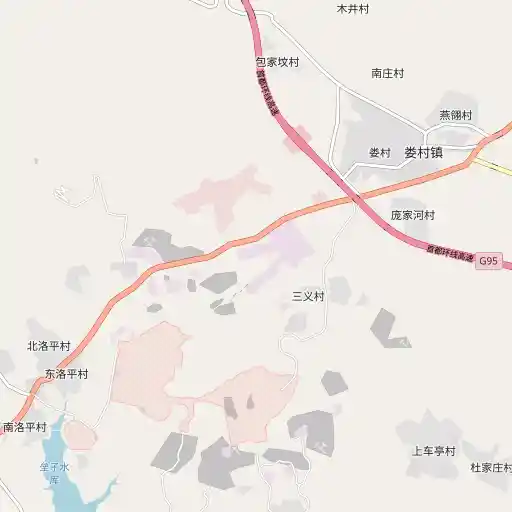 木井村
包家坟村
南庄村
首都环线高速
燕翎村
娄村
娄村镇
庞家河村
首都环线高速
G95
三义村
北洛平村
东洛平村
南洛平村
上车亭村
杜家庄村
水
库